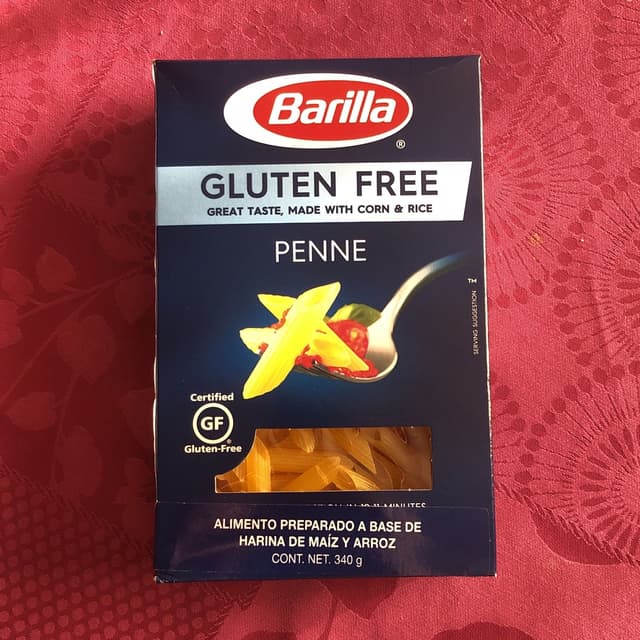 Barilla
®
GLUTEN FREE
GREAT TASTE, MADE WITH CORN & RICE
PENNE
™
SERVING SUGGESTION
Certified
GF
®
Gluten-Free
MINUTES
ALIMENTO PREPARADO A BASE DE
HARINA DE MAÍZ Y ARROZ
CONT. NET. 340 g